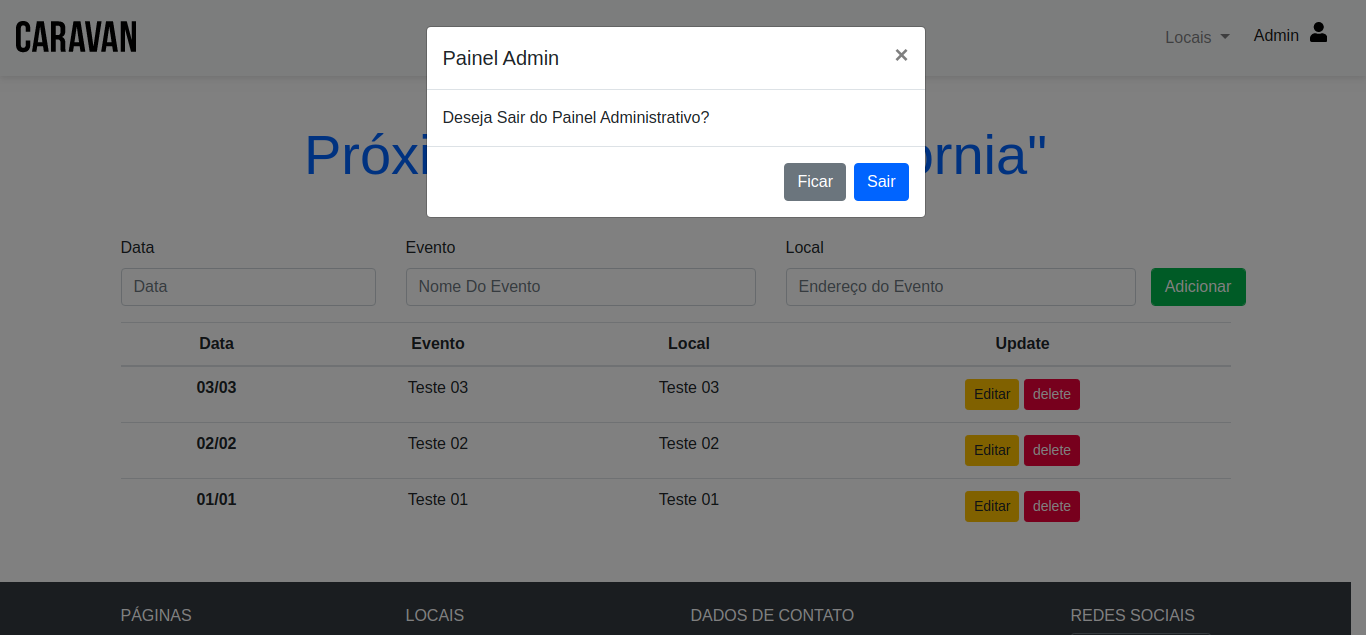 CARAVAN
Locais
Admin
Painel Admin
×
Deseja Sair do Painel Administrativo?
Ficar Sair
Data Evento Local
Data Nome Do Evento Endereço do Evento Adicionar
Data Evento Local Update
03/03 Teste 03 Teste 03 Editar delete
02/02 Teste 02 Teste 02 Editar delete
01/01 Teste 01 Teste 01 Editar delete
PÁGINAS LOCAIS DADOS DE CONTATO REDES SOCIAIS